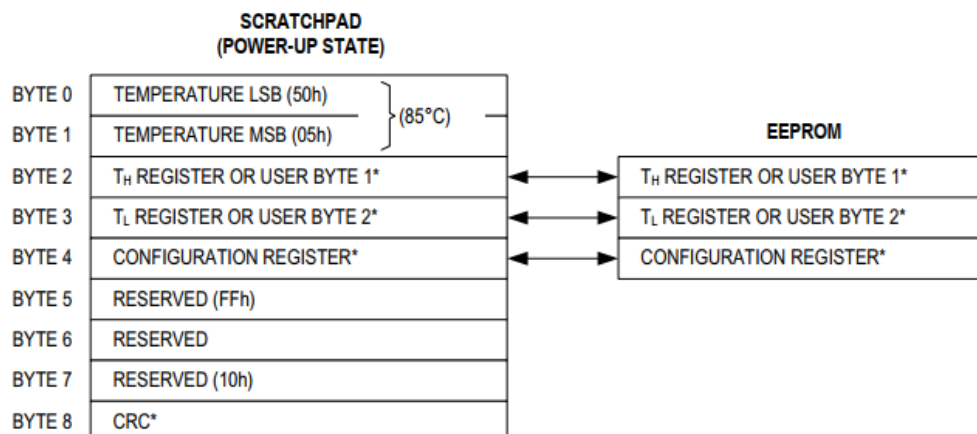 SCRATCHPAD
(POWER-UP STATE)
BYTE 0 TEMPERATURE LSB (50h)
(85°C)
BYTE 1 TEMPERATURE MSB (05h)
EEPROM
BYTE 2 TH REGISTER OR USER BYTE 1* TH REGISTER OR USER BYTE 1*
BYTE 3 TL REGISTER OR USER BYTE 2* TL REGISTER OR USER BYTE 2*
BYTE 4 CONFIGURATION REGISTER* CONFIGURATION REGISTER*
BYTE 5 RESERVED (FFh)
BYTE 6 RESERVED
BYTE 7 RESERVED (10h)
BYTE 8 CRC*